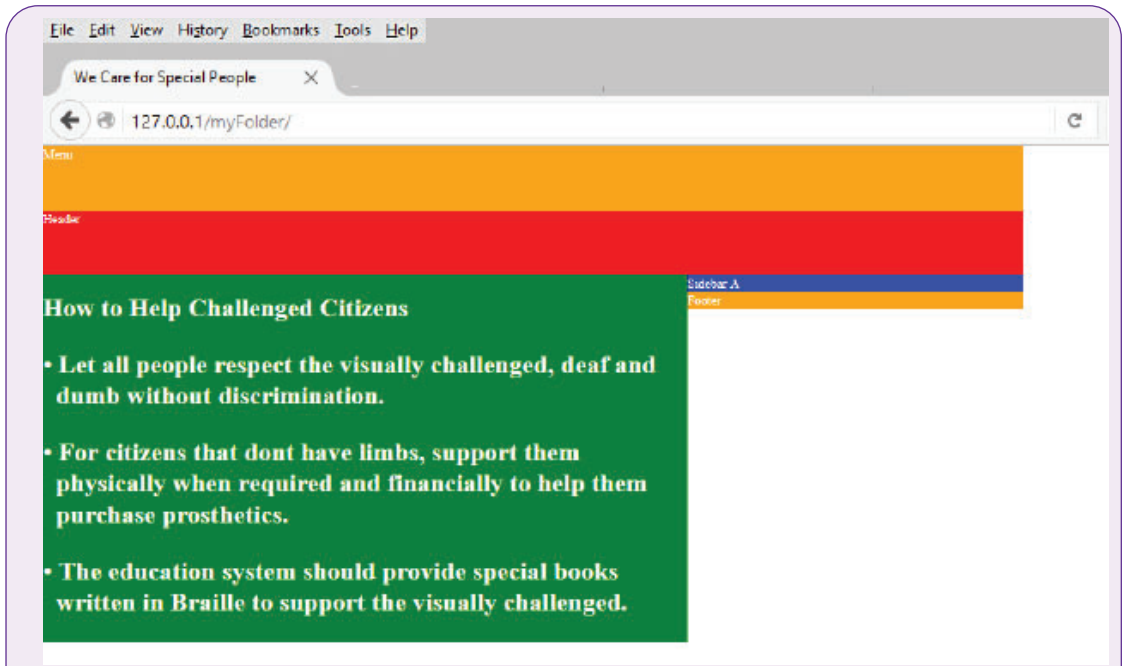 File Edit View History Bookmarks Tools Help
We Care for Special People
127.0.0.1/myFolder/
Menu
Header
Sidebar A
Footer
How to Help Challenged Citizens
• Let all people respect the visually challenged, deaf and
dumb without discrimination.
• For citizens that dont have limbs, support them
physically when required and financially to help them
purchase prosthetics.
• The education system should provide special books
written in Braille to support the visually challenged.